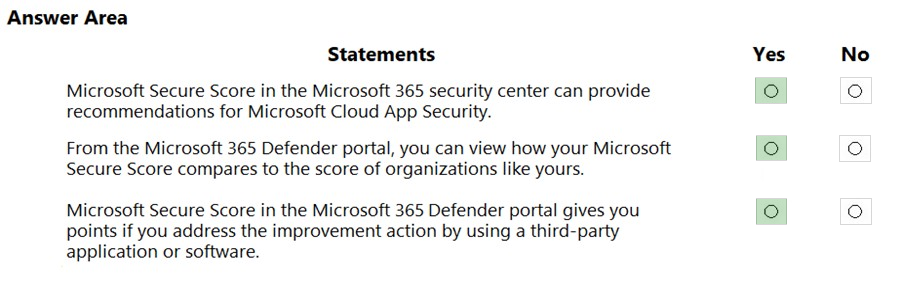 Answer Area
Statements Yes No
Microsoft Secure Score in the Microsoft 365 security center can provide
recommendations for Microsoft Cloud App Security.
From the Microsoft 365 Defender portal, you can view how your Microsoft
Secure Score compares to the score of organizations like yours.
Microsoft Secure Score in the Microsoft 365 Defender portal gives you
points if you address the improvement action by using a third-party
application or software.